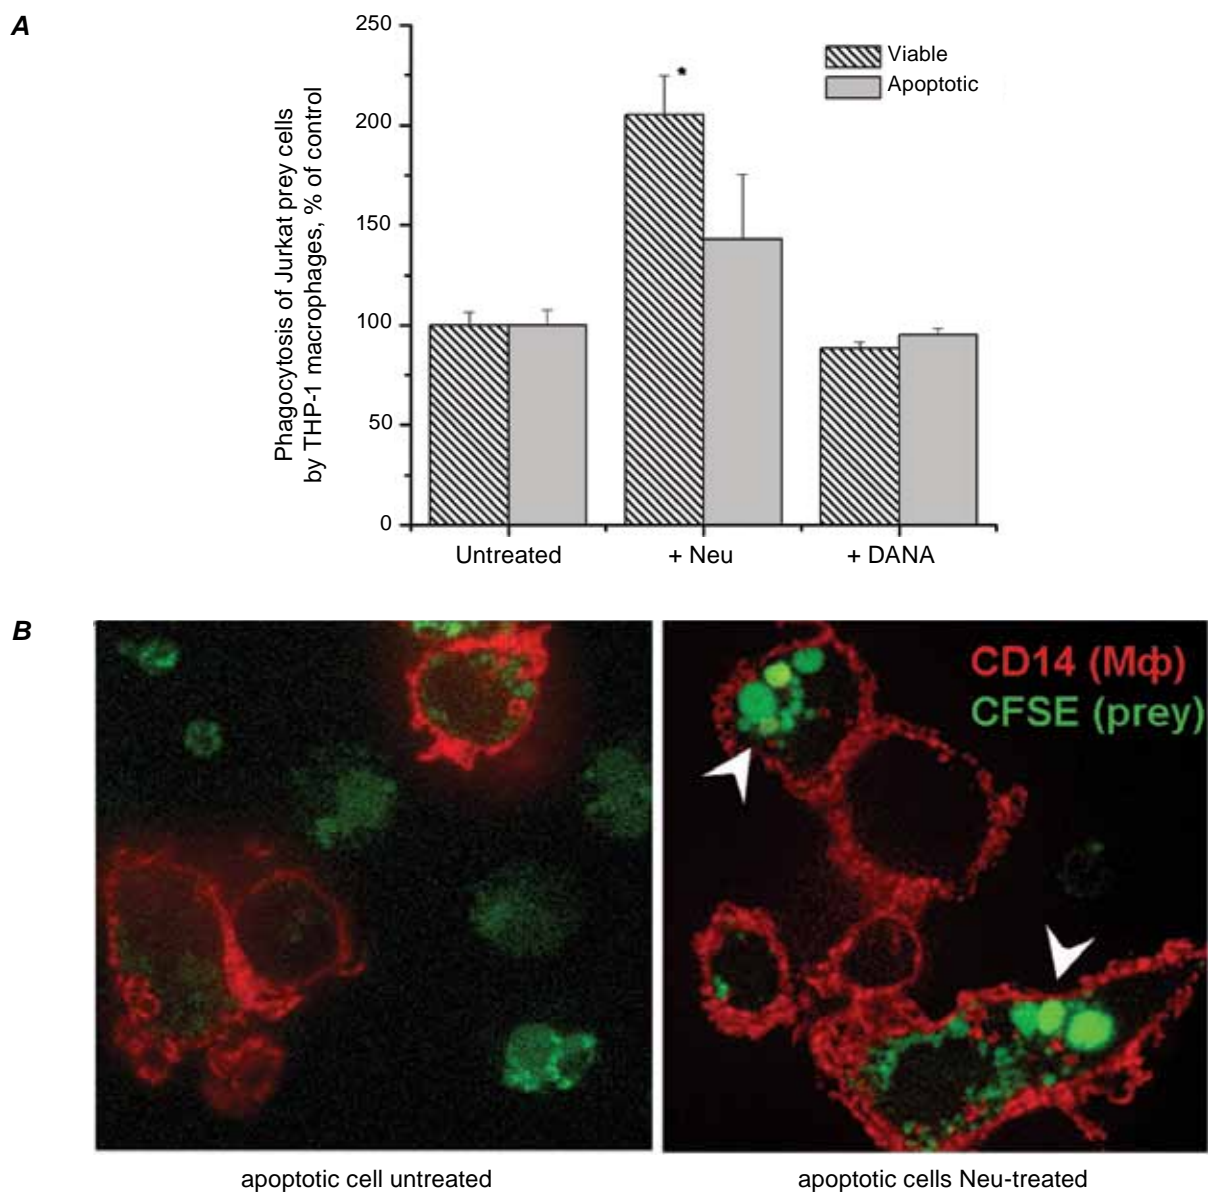 A
250
200
150
100
50
0
Phagocytosis of Jurkat prey cells
by THP-1 macrophages, % of control
Viable
Apoptotic
*
Untreated
+ Neu
+ DANA
B
CD14 (Mф)
CFSE (prey)
apoptotic cell untreated
apoptotic cells Neu-treated